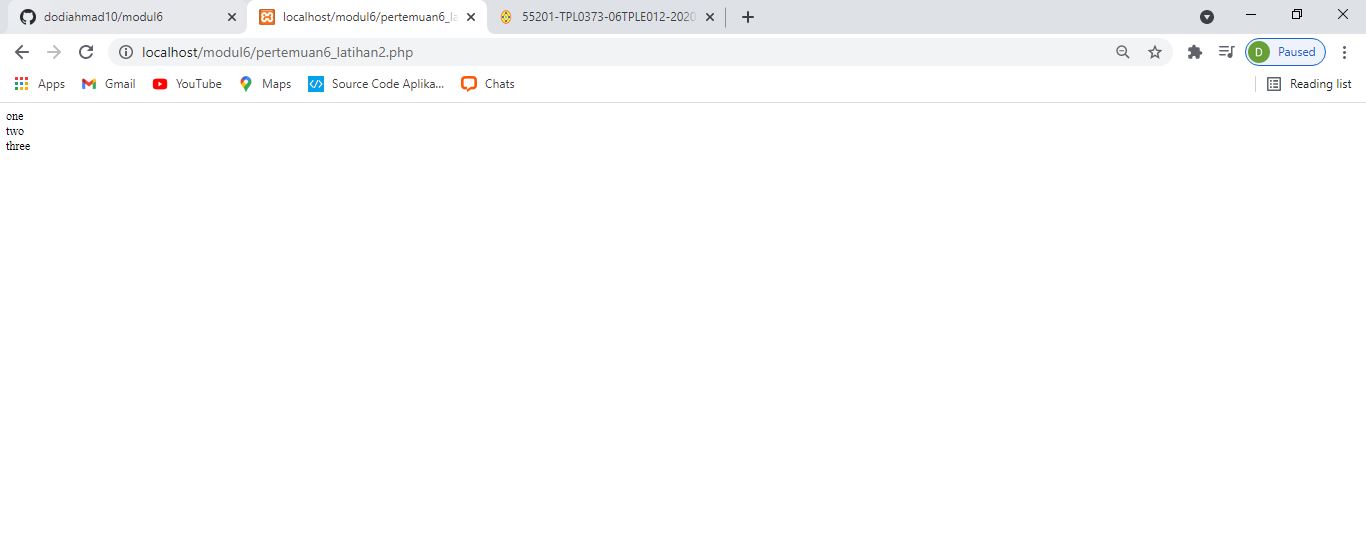 dodiahmad10/modul6
localhost/modul6/pertemuan6_la
55201-TPL0373-06TPLE012-2020
localhost/modul6/pertemuan6_latihan2.php
D Paused
Apps Gmail YouTube Maps Source Code Aplika... Chats Reading list
one
two
three